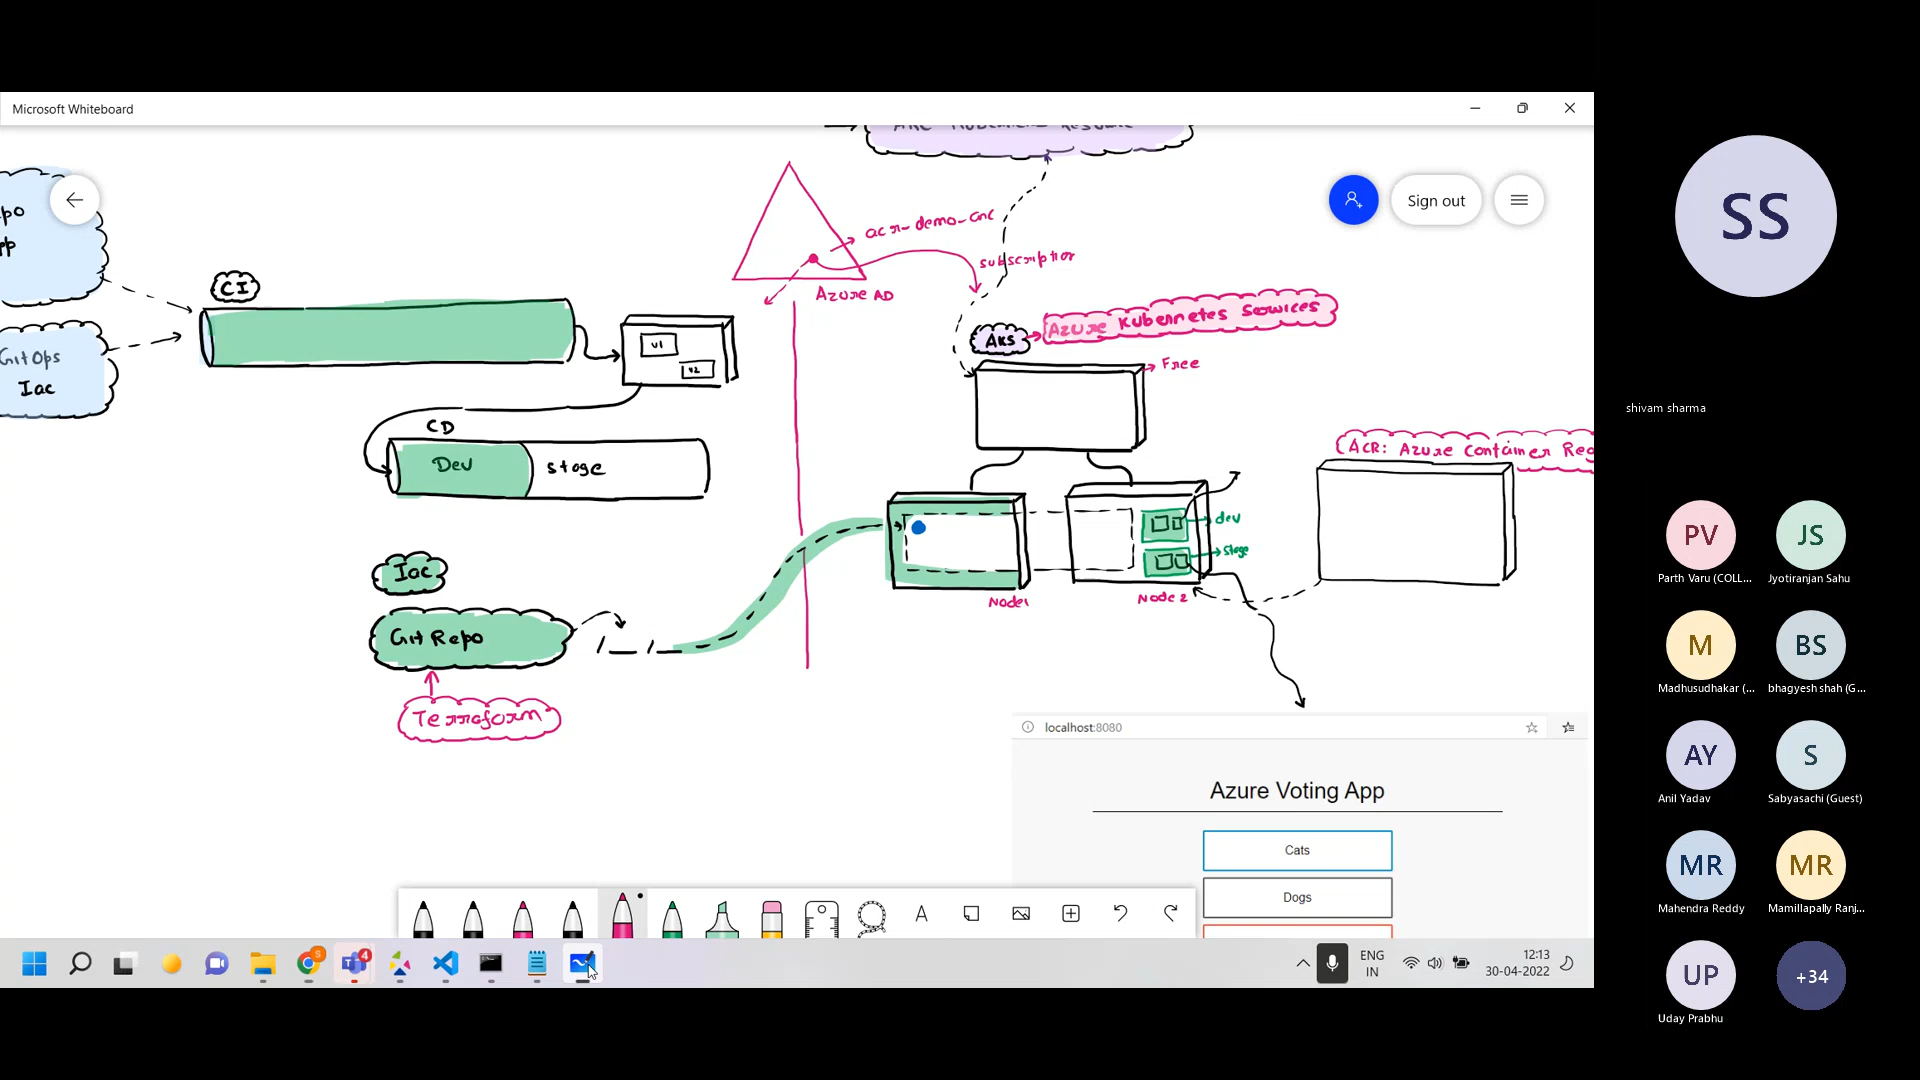 Microsoft Whiteboard
Sign out
GitOps
Iac
CI
v1
v2
CD
Dev
stage
Iac
Git Repo
Terraform
acr-demo-anc
subscription
Azure AD
Aks
Azure Kubernetes Services
Free
ACR: Azure Container Reg
dev
stage
Node1
Node 2
localhost:8080
Azure Voting App
Cats
Dogs
A
4
ENG
IN
12:13
30-04-2022
SS
shivam sharma
PV
JS
Parth Varu (COLL...
Jyotiranjan Sahu
M
BS
Madhusudhakar (...
bhagyesh shah (G...
AY
S
Anil Yadav
Sabyasachi (Guest)
MR
MR
Mahendra Reddy
Mamillapally Ranj...
UP
+34
Uday Prabhu